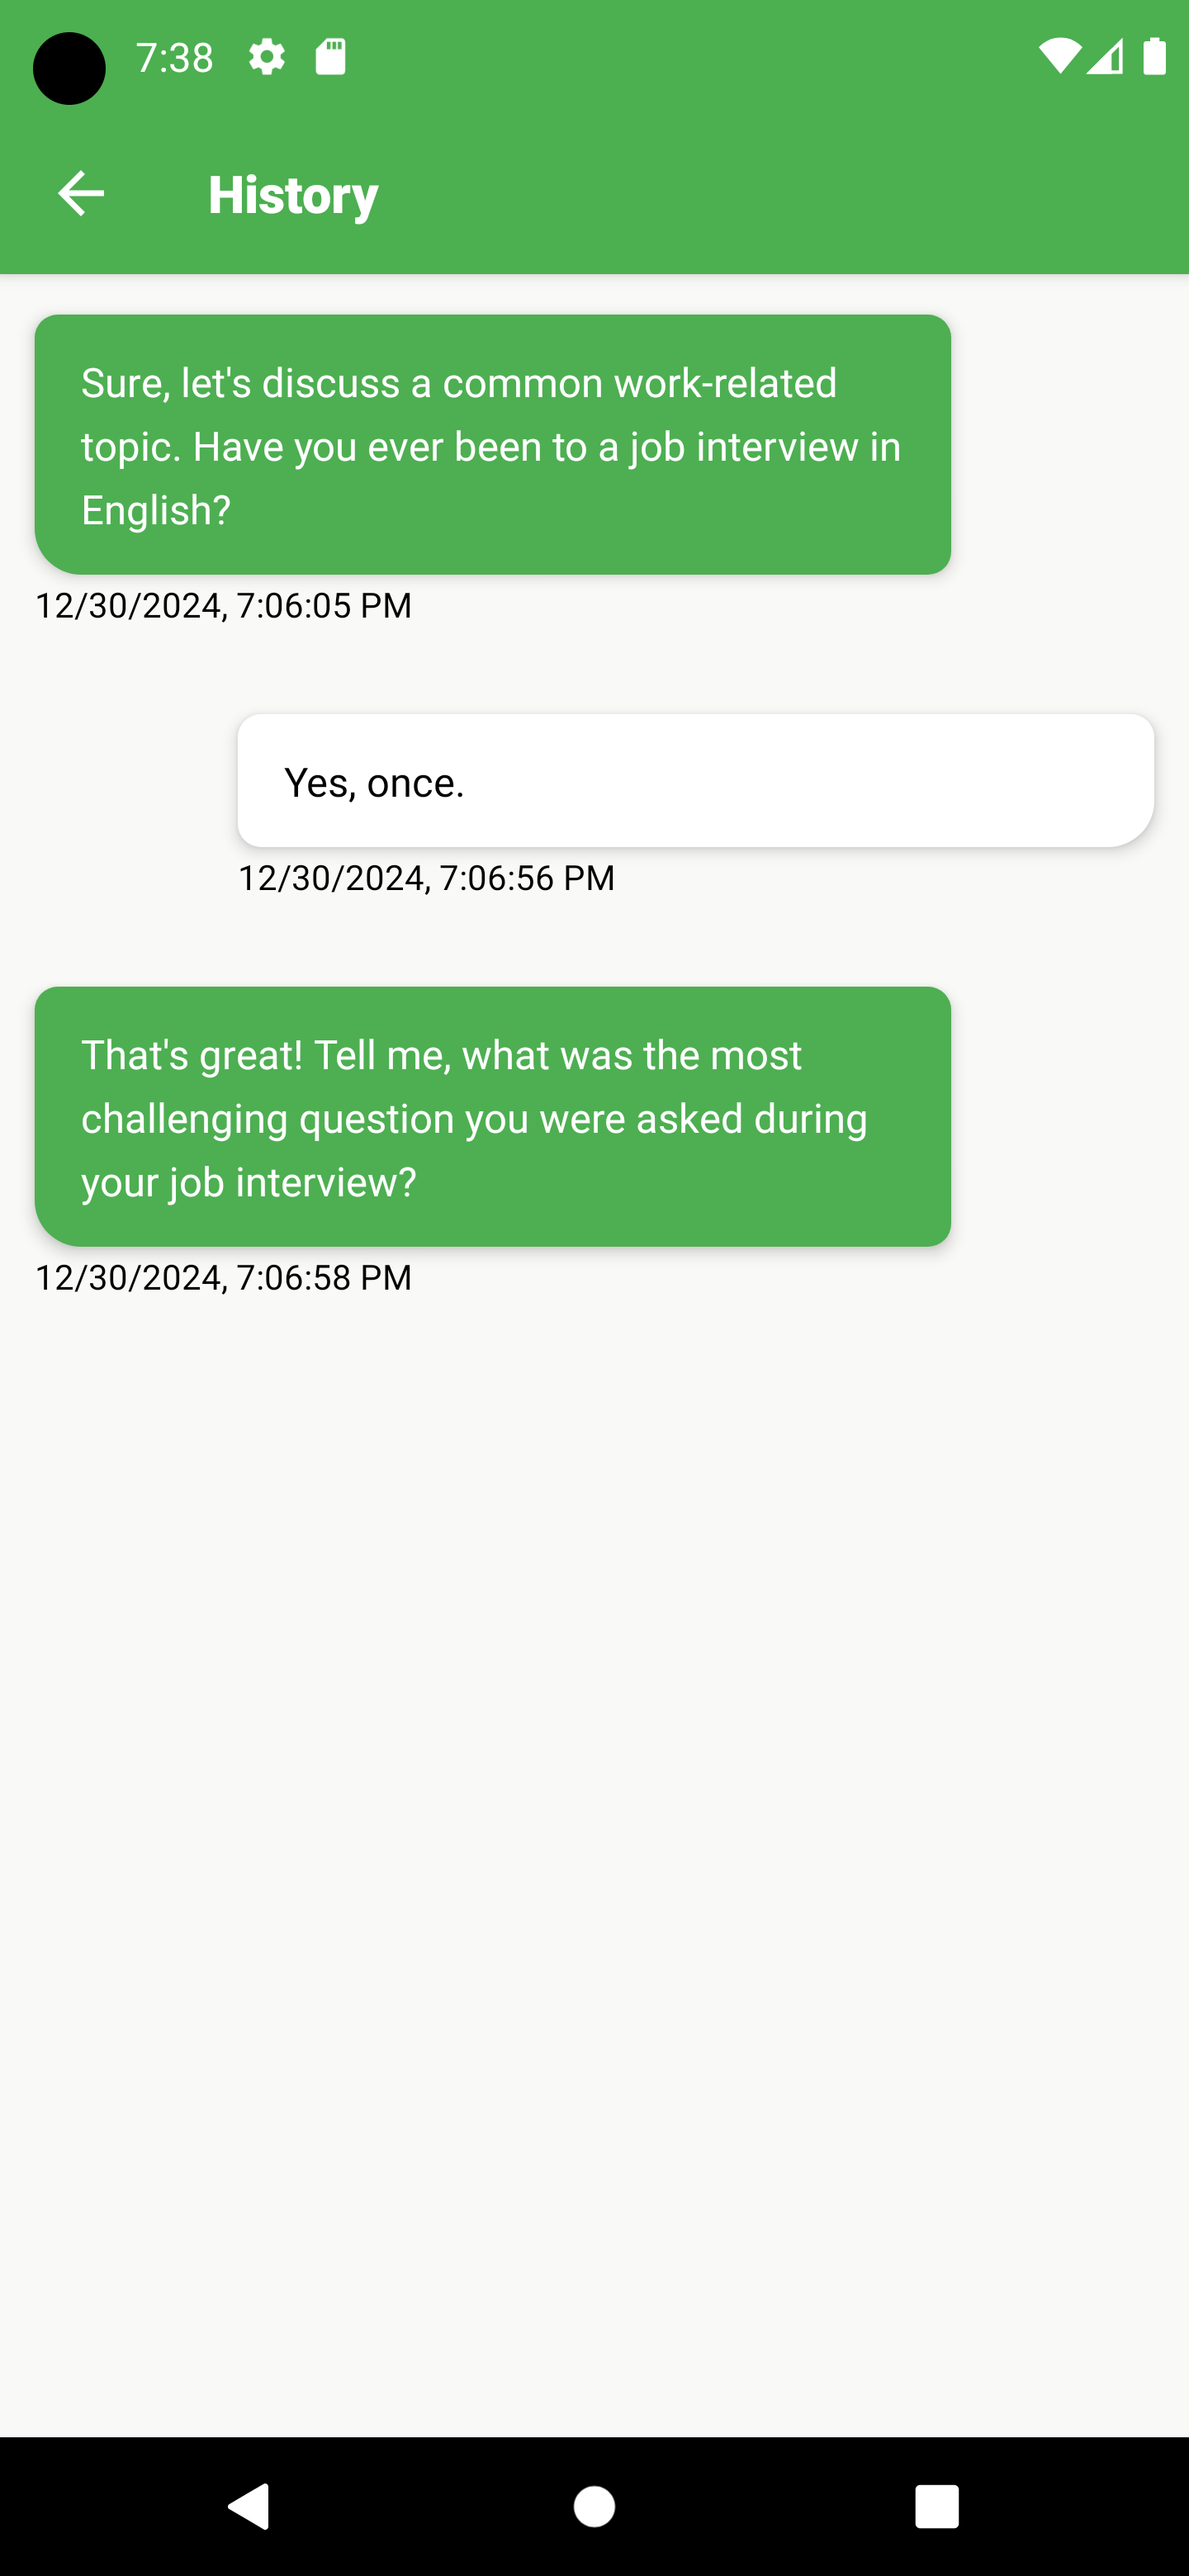 7:38
History
Sure, let's discuss a common work-related
topic. Have you ever been to a job interview in
English?
12/30/2024, 7:06:05 PM
Yes, once.
12/30/2024, 7:06:56 PM
That's great! Tell me, what was the most
challenging question you were asked during
your job interview?
12/30/2024, 7:06:58 PM